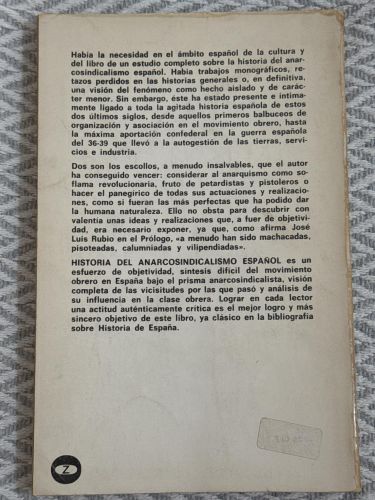 Había la necesidad en el ámbito español de la cultura y
del libro de un estudio completo sobre la historia del anar-
cosindicalismo español. Había trabajos monográficos, re-
tazos perdidos en las historias generales o, en definitiva,
una visión del fenómeno como hecho aislado y de carác-
ter menor. Sin embargo, éste ha estado presente e íntima-
mente ligado a toda la agitada historia española de estos
dos últimos siglos, desde aquellos primeros balbuceos de
organización y asociación en el movimiento obrero, hasta
la máxima aportación confederal en la guerra española
del 36-39 que llevó a la autogestión de las tierras, servi-
cios e industria.
Dos son los escollos, a menudo insalvables, que el autor
ha conseguido vencer: considerar al anarquismo como so-
flama revolucionaria, fruto de petardistas y pistoleros o
hacer el panegírico de todas sus actuaciones y realizacio-
nes, como si fueran las más perfectas que ha podido dar
la humana naturaleza. Ello no obsta para descubrir con
valentía unas ideas y realizaciones que, a fuer de objetivi-
dad, era necesario exponer, ya que, como afirma José
Luis Rubio en el Prólogo, «a menudo han sido machacadas,
pisoteadas, calumniadas y vilipendiadas».
HISTORIA DEL ANARCOSINDICALISMO ESPAÑOL es un
esfuerzo de objetividad, síntesis difícil del movimiento
obrero en España bajo el prisma anarcosindicalista, visión
completa de las vicisitudes por las que pasó y análisis de
su influencia en la clase obrera. Lograr en cada lector
una actitud auténticamente crítica es el mejor logro y más
sincero objetivo de este libro, ya clásico en la bibliografía
sobre Historia de España.
Z